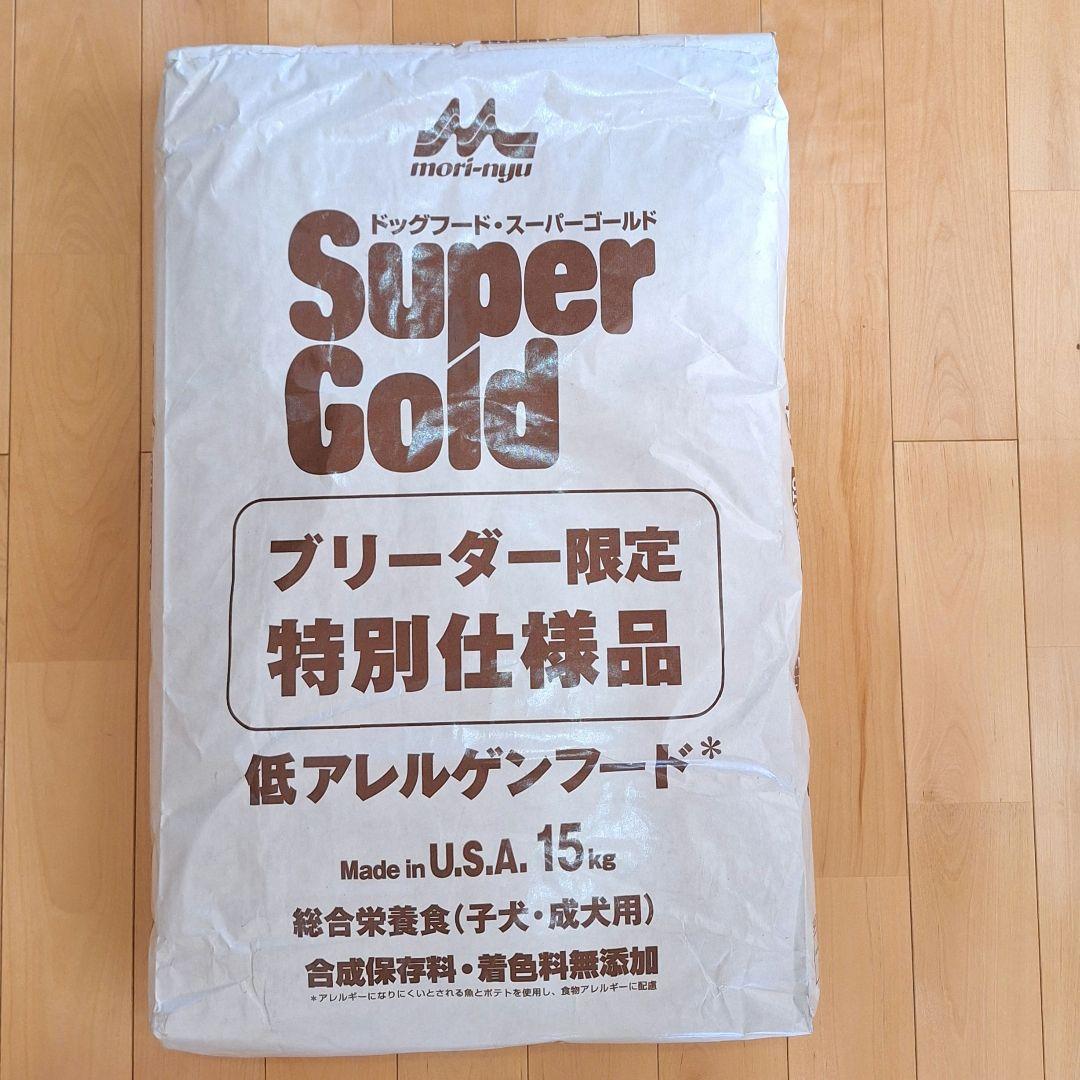 mori-nyu
ドッグフード・スーパーゴールド
Super
Gold
ブリーダー限定
特別仕様品
低アレルゲンフード*
Made in U.S.A. 15kg
総合栄養食(子犬・成犬用)
合成保存料・着色料無添加
*アレルギーになりにくいとされる魚とポテトを使用し、食物アレルギーに配慮